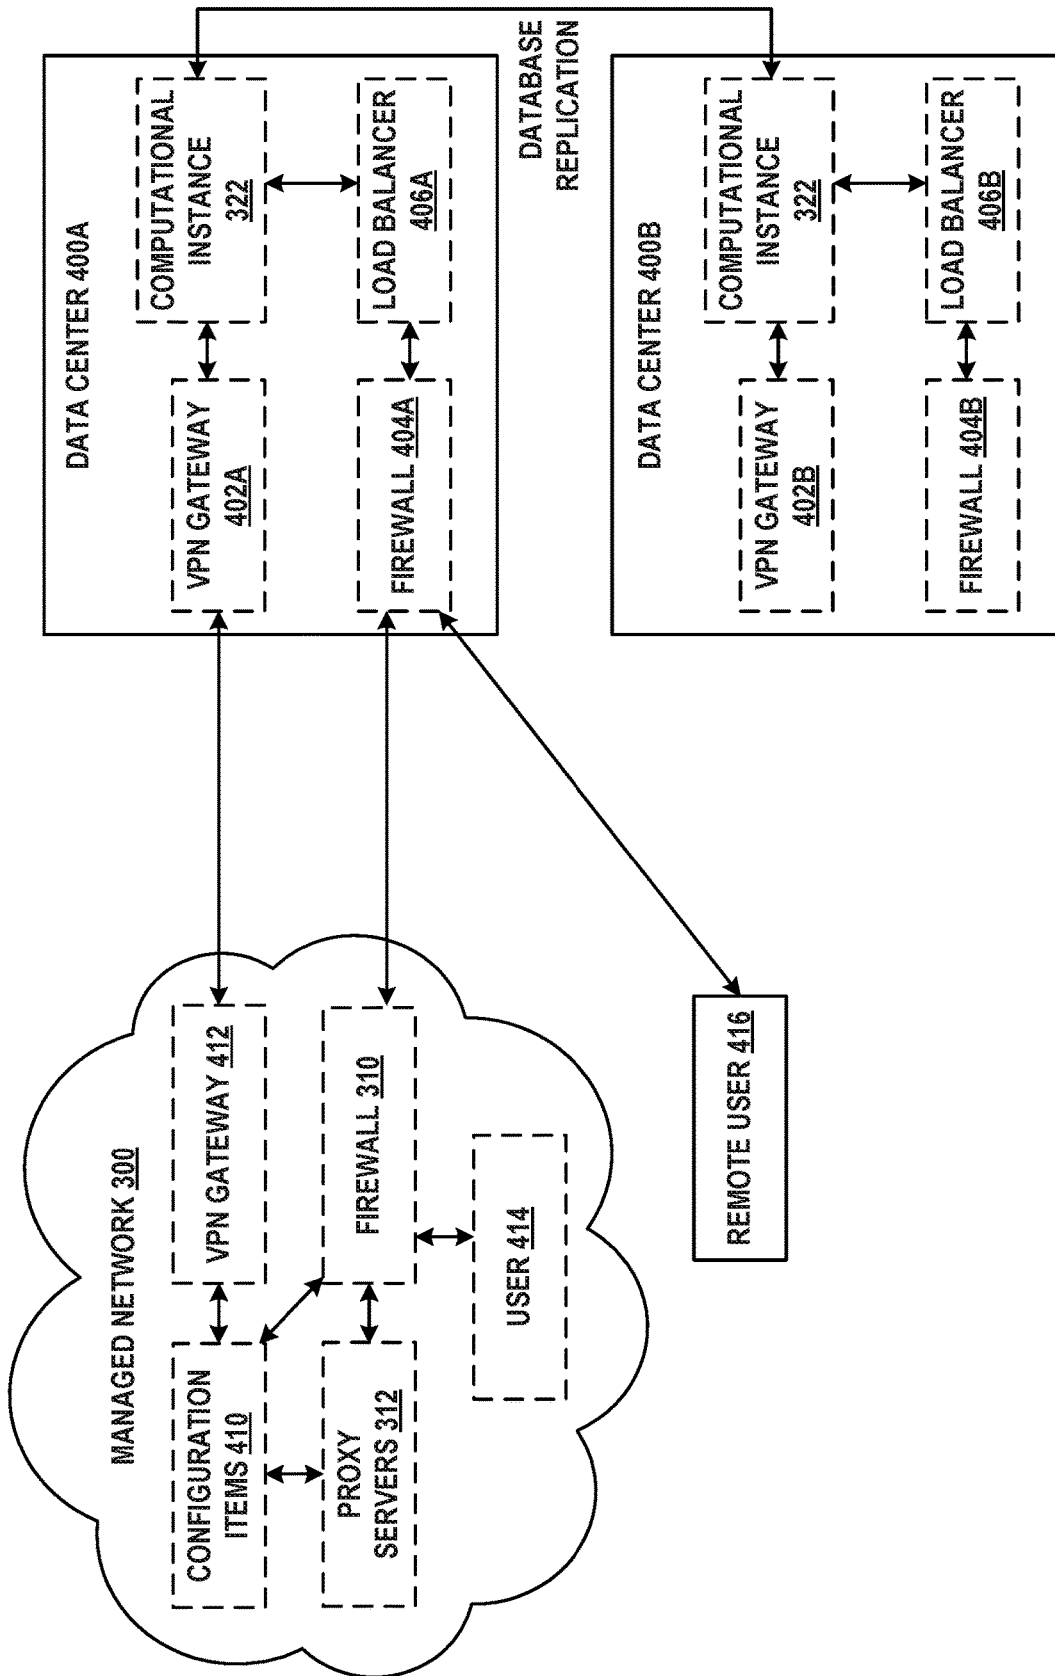 MANAGED NETWORK 300
CONFIGURATION
ITEMS 410
VPN GATEWAY 412
PROXY
SERVERS 312
FIREWALL 310
USER 414
REMOTE USER 416
DATA CENTER 400A
VPN GATEWAY
402A
COMPUTATIONAL
INSTANCE
322
FIREWALL 404A
LOAD BALANCER
406A
DATABASE
REPLICATION
DATA CENTER 400B
VPN GATEWAY
402B
COMPUTATIONAL
INSTANCE
322
FIREWALL 404B
LOAD BALANCER
406B